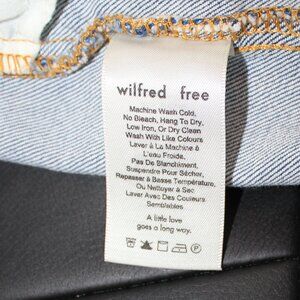 wilfred free
Machine Wash Cold,
No Bleach, Hang To Dry,
Low Iron, Or Dry Clean
Wash With Like Colours
Laver À La Machine À
L'eau Froide,
Pas De Blanchiment,
Suspendre Pour Sécher,
Repasser à Basse Température,
Ou Nettoyer à Sec
Laver Avec Des Couleurs
Semblables
A little love
goes a long way.
P